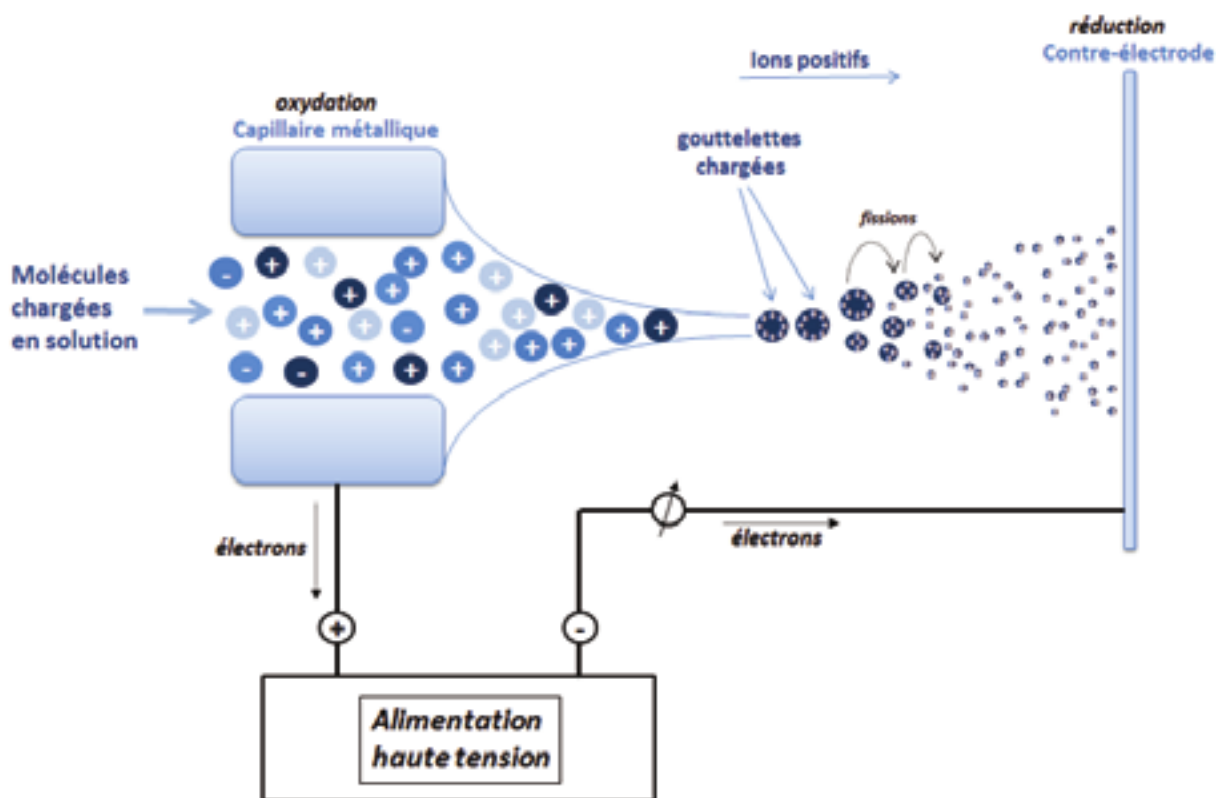 réduction
Contre-électrode
Ions positifs
oxydation
Capillaire métallique
gouttelettes
chargées
fissions
Molécules
chargées
en solution
électrons
électrons
Alimentation
haute tension